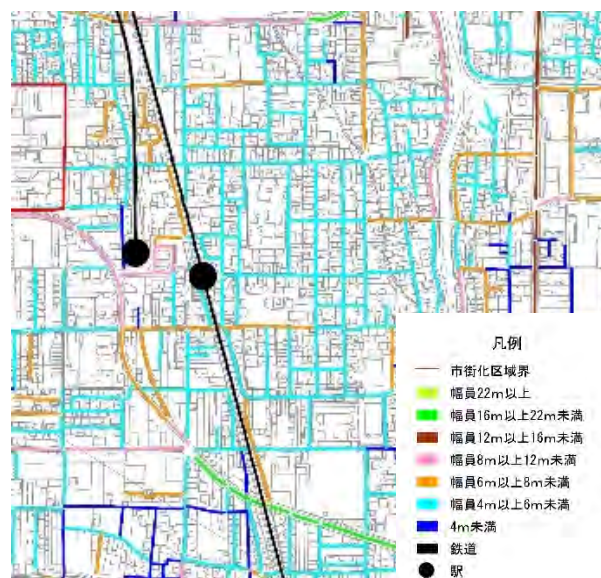 凡例
市街化区域界
幅員22m以上
幅員16m以上22m未満
幅員12m以上16m未満
幅員8m以上12m未満
幅員6m以上8m未満
幅員4m以上6m未満
4m未満
鉄道
駅